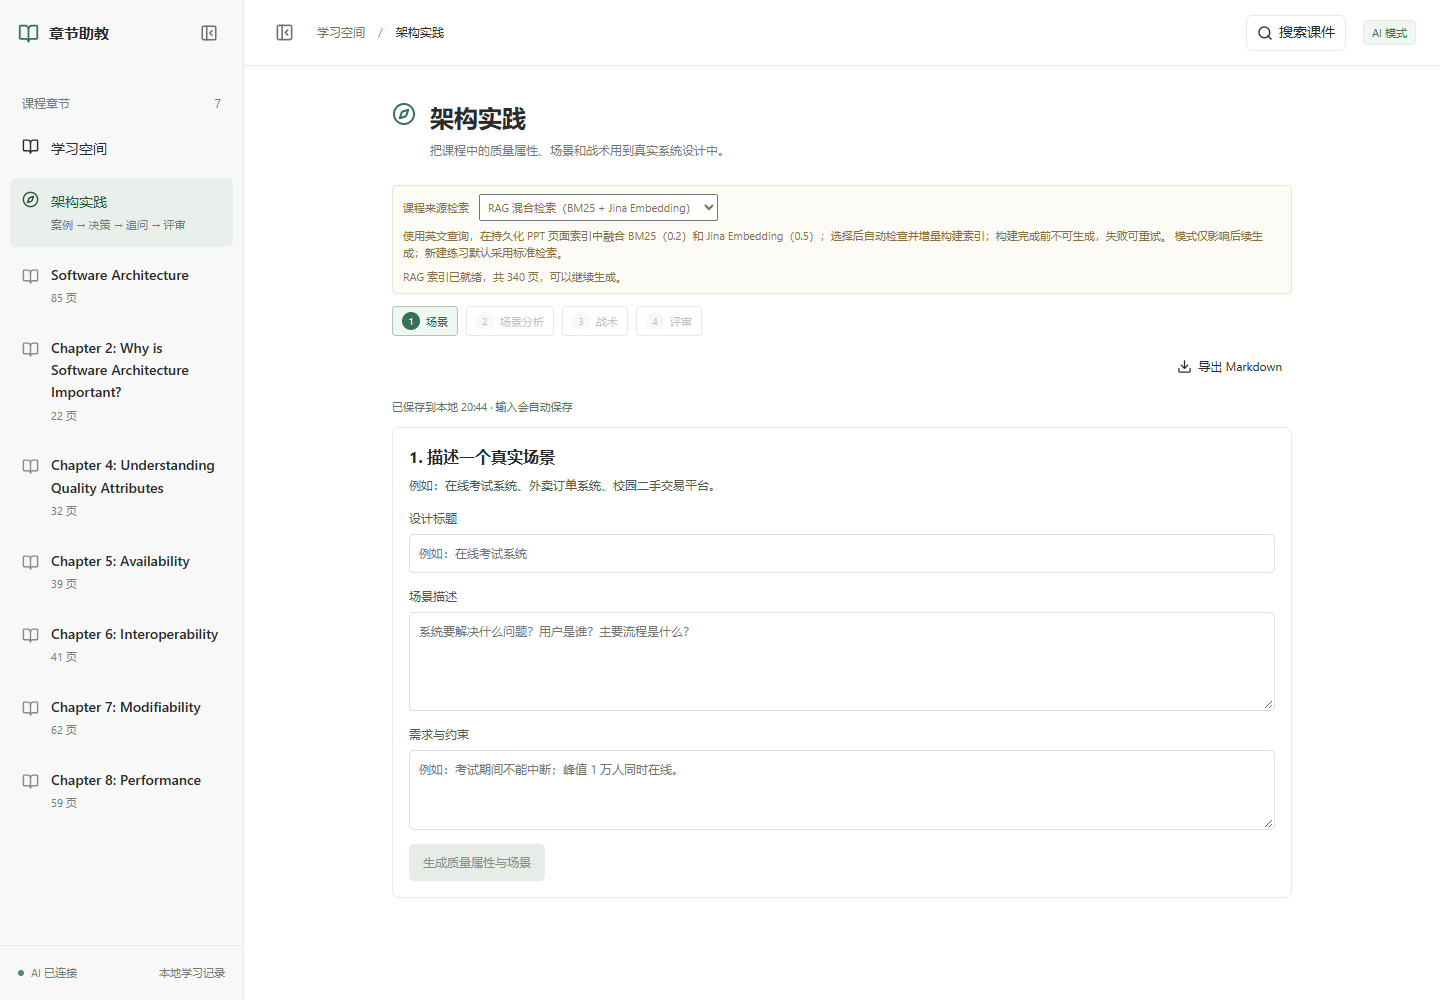 章节助教
课程章节 7
学习空间
架构实践
案例 → 决策 → 追问 → 评审
Software Architecture
85 页
Chapter 2: Why is
Software Architecture
Important?
22 页
Chapter 4: Understanding
Quality Attributes
32 页
Chapter 5: Availability
39 页
Chapter 6: Interoperability
41 页
Chapter 7: Modifiability
62 页
Chapter 8: Performance
59 页
AI 已连接 本地学习记录
学习空间 / 架构实践
搜索课件 AI 模式
架构实践
把课程中的质量属性、场景和战术用到真实系统设计中。
课程来源检索 RAG 混合检索（BM25 + Jina Embedding）
使用英文查询，在持久化 PPT 页面索引中融合 BM25（0.2）和 Jina Embedding（0.5）；选择后自动检查并增量构建索引；构建完成前不可生成，失败可重试。 模式仅影响后续生
成；新建练习默认采用标准检索。
RAG 索引已就绪，共 340 页，可以继续生成。
1 场景 2 场景分析 3 战术 4 评审
导出 Markdown
已保存到本地 20:44 · 输入会自动保存
1. 描述一个真实场景
例如：在线考试系统、外卖订单系统、校园二手交易平台。
设计标题
例如：在线考试系统
场景描述
系统要解决什么问题？用户是谁？主要流程是什么？
需求与约束
例如：考试期间不能中断；峰值 1 万人同时在线。
生成质量属性与场景